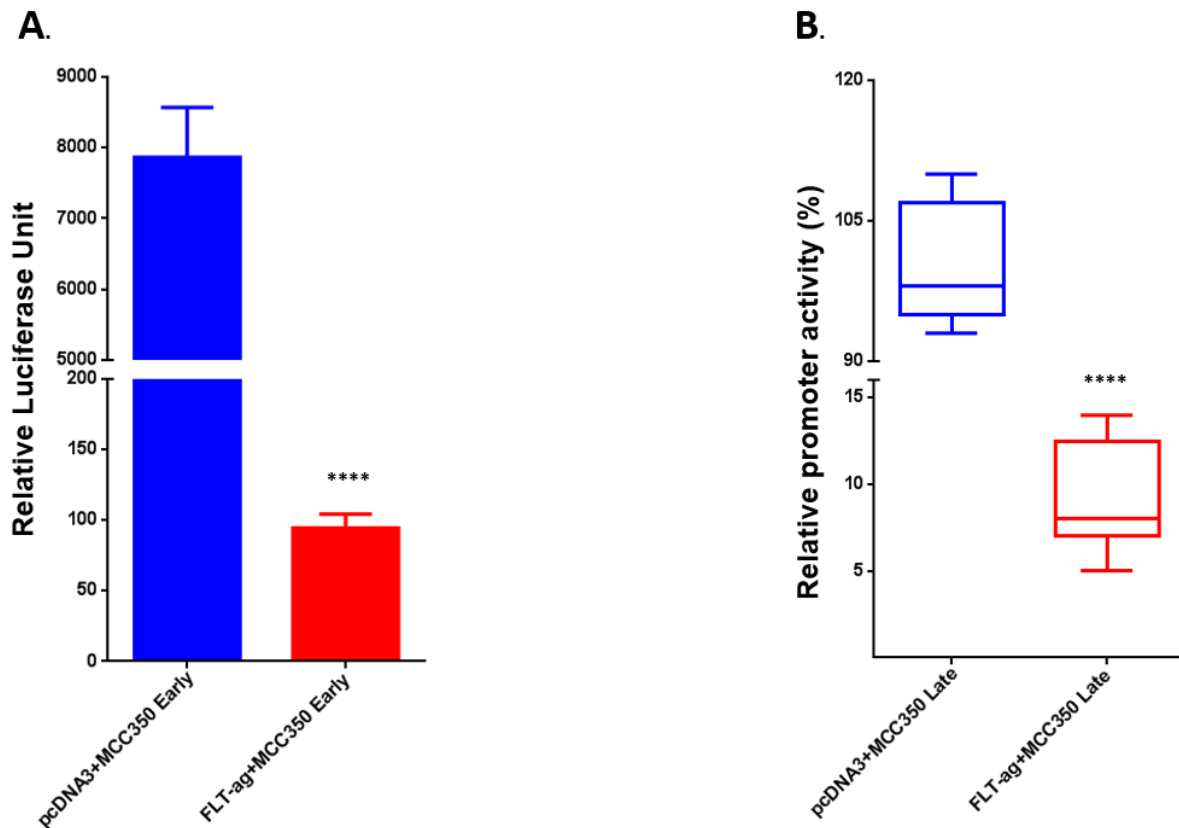 A.
Relative Luciferase Unit
9000
8000
7000
6000
5000
200
150
100
50
0
****
pcDNA3+MCC350 Early
FLT-ag+MCC350 Early
B.
Relative promoter activity (%)
120
105
90
15
10
5
****
pcDNA3+MCC350 Late
FLT-ag+MCC350 Late